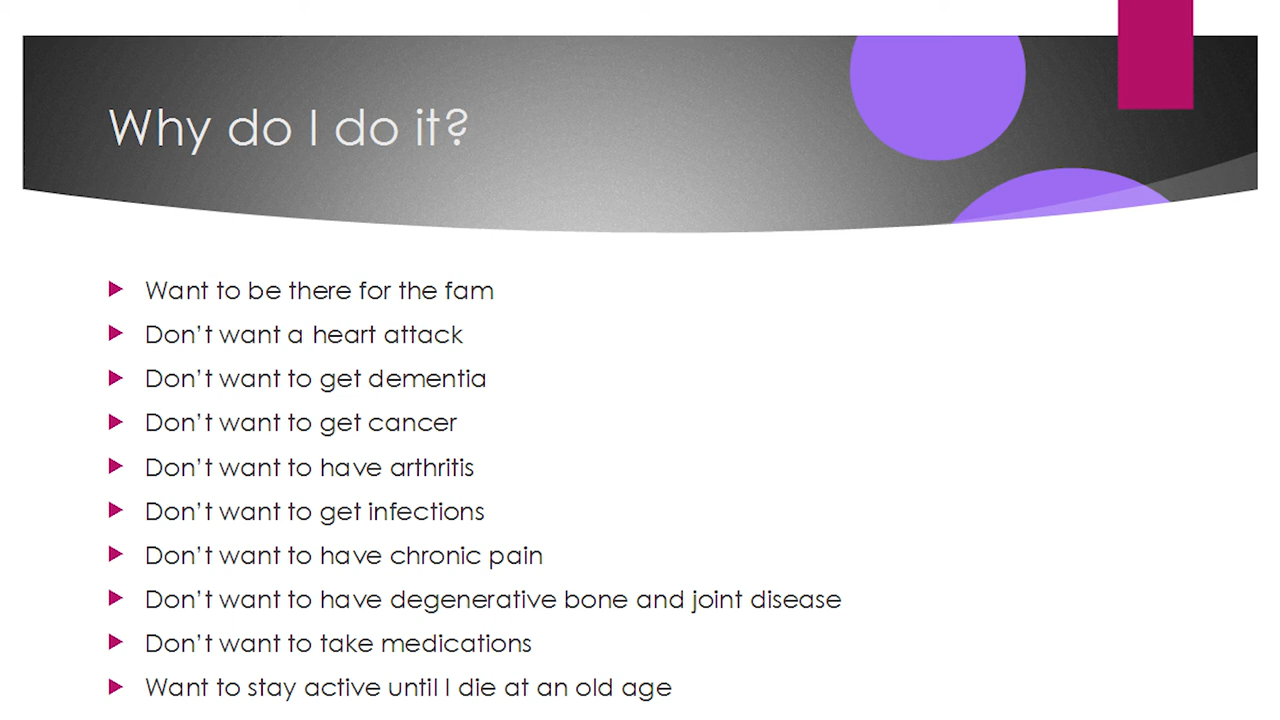 Why do I do it?
Want to be there for the fam
Don’t want a heart attack
Don’t want to get dementia
Don’t want to get cancer
Don’t want to have arthritis
Don’t want to get infections
Don’t want to have chronic pain
Don’t want to have degenerative bone and joint disease
Don’t want to take medications
Want to stay active until I die at an old age